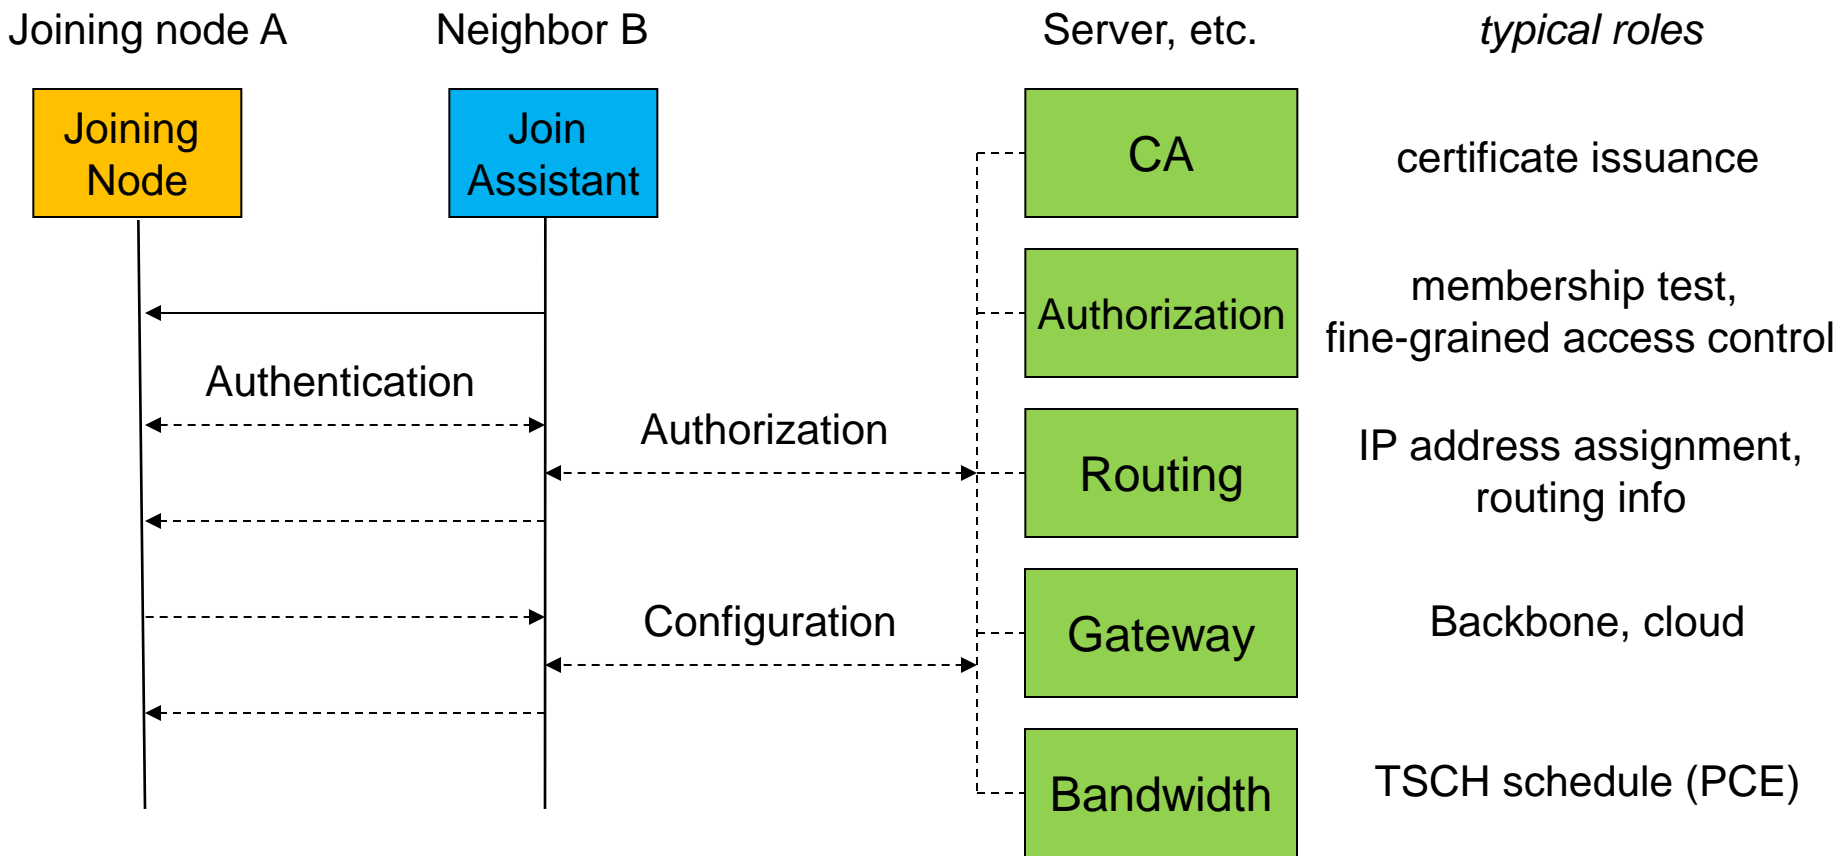 Joining node A
Neighbor B
Server, etc.
typical roles
Joining
Node
Join
Assistant
CA
certificate issuance
Authorization
membership test,
fine-grained access control
Authentication
Authorization
Routing
IP address assignment,
routing info
Configuration
Gateway
Backbone, cloud
Bandwidth
TSCH schedule (PCE)